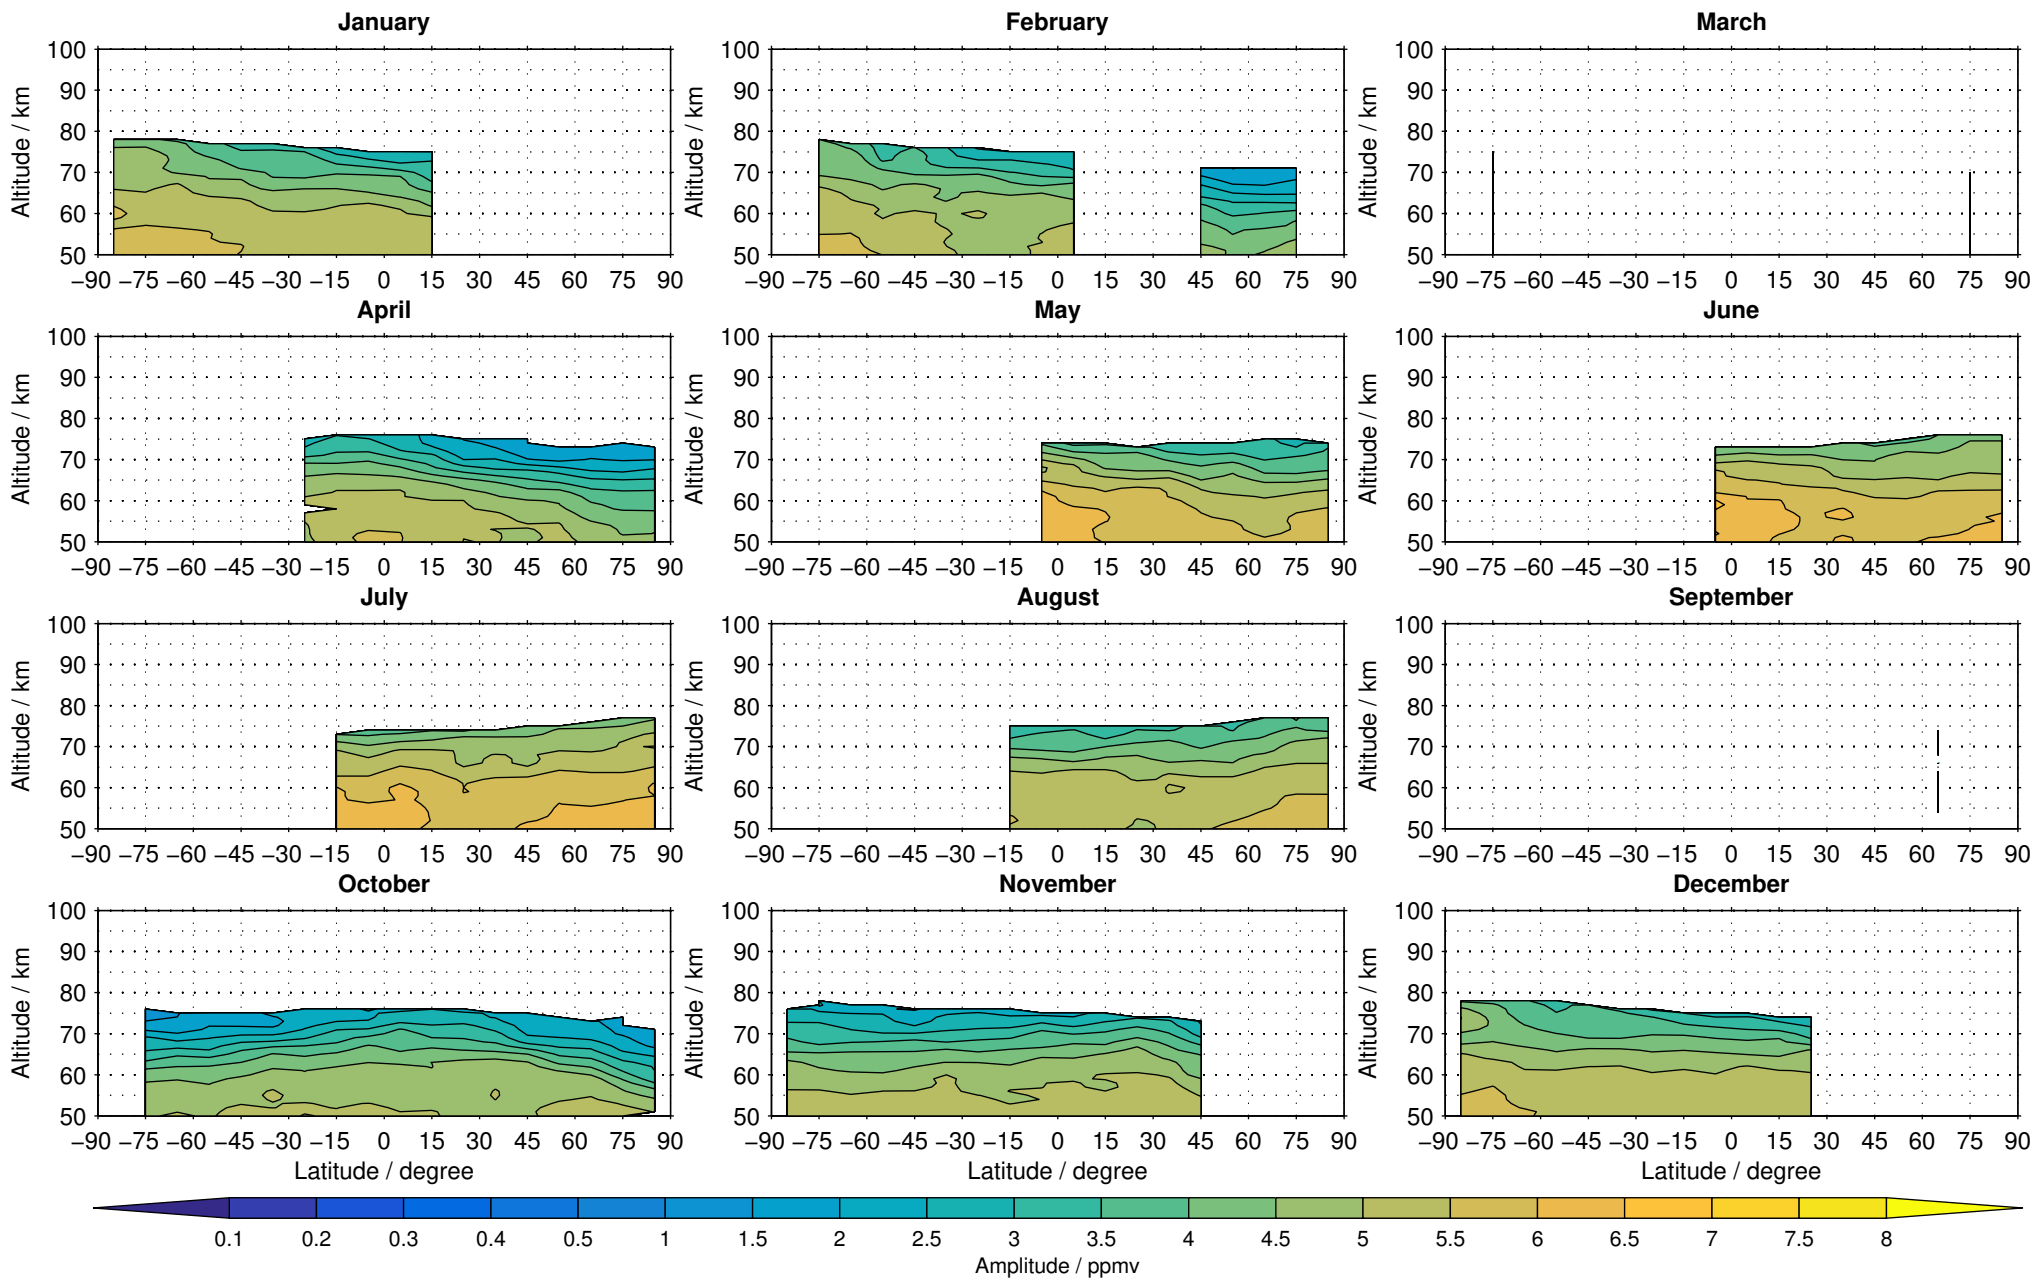 January February March
100 100 100
90 90 90
80 80 80
70 70 70
60 60 60
50 50 50
Altitude / km Altitude / km Altitude / km
−90 −75 −60 −45 −30 −15 0 15 30 45 60 75 90 −90 −75 −60 −45 −30 −15 0 15 30 45 60 75 90 −90 −75 −60 −45 −30 −15 0 15 30 45 60 75 90
April May June
100 100 100
90 90 90
80 80 80
70 70 70
60 60 60
50 50 50
Altitude / km Altitude / km Altitude / km
−90 −75 −60 −45 −30 −15 0 15 30 45 60 75 90 −90 −75 −60 −45 −30 −15 0 15 30 45 60 75 90 −90 −75 −60 −45 −30 −15 0 15 30 45 60 75 90
July August September
100 100 100
90 90 90
80 80 80
70 70 70
60 60 60
50 50 50
Altitude / km Altitude / km Altitude / km
−90 −75 −60 −45 −30 −15 0 15 30 45 60 75 90 −90 −75 −60 −45 −30 −15 0 15 30 45 60 75 90 −90 −75 −60 −45 −30 −15 0 15 30 45 60 75 90
October November December
100 100 100
90 90 90
80 80 80
70 70 70
60 60 60
50 50 50
Altitude / km Altitude / km Altitude / km
−90 −75 −60 −45 −30 −15 0 15 30 45 60 75 90 −90 −75 −60 −45 −30 −15 0 15 30 45 60 75 90 −90 −75 −60 −45 −30 −15 0 15 30 45 60 75 90
Latitude / degree Latitude / degree Latitude / degree
0.1 0.2 0.3 0.4 0.5 1 1.5 2 2.5 3 3.5 4 4.5 5 5.5 6 6.5 7 7.5 8
Amplitude / ppmv